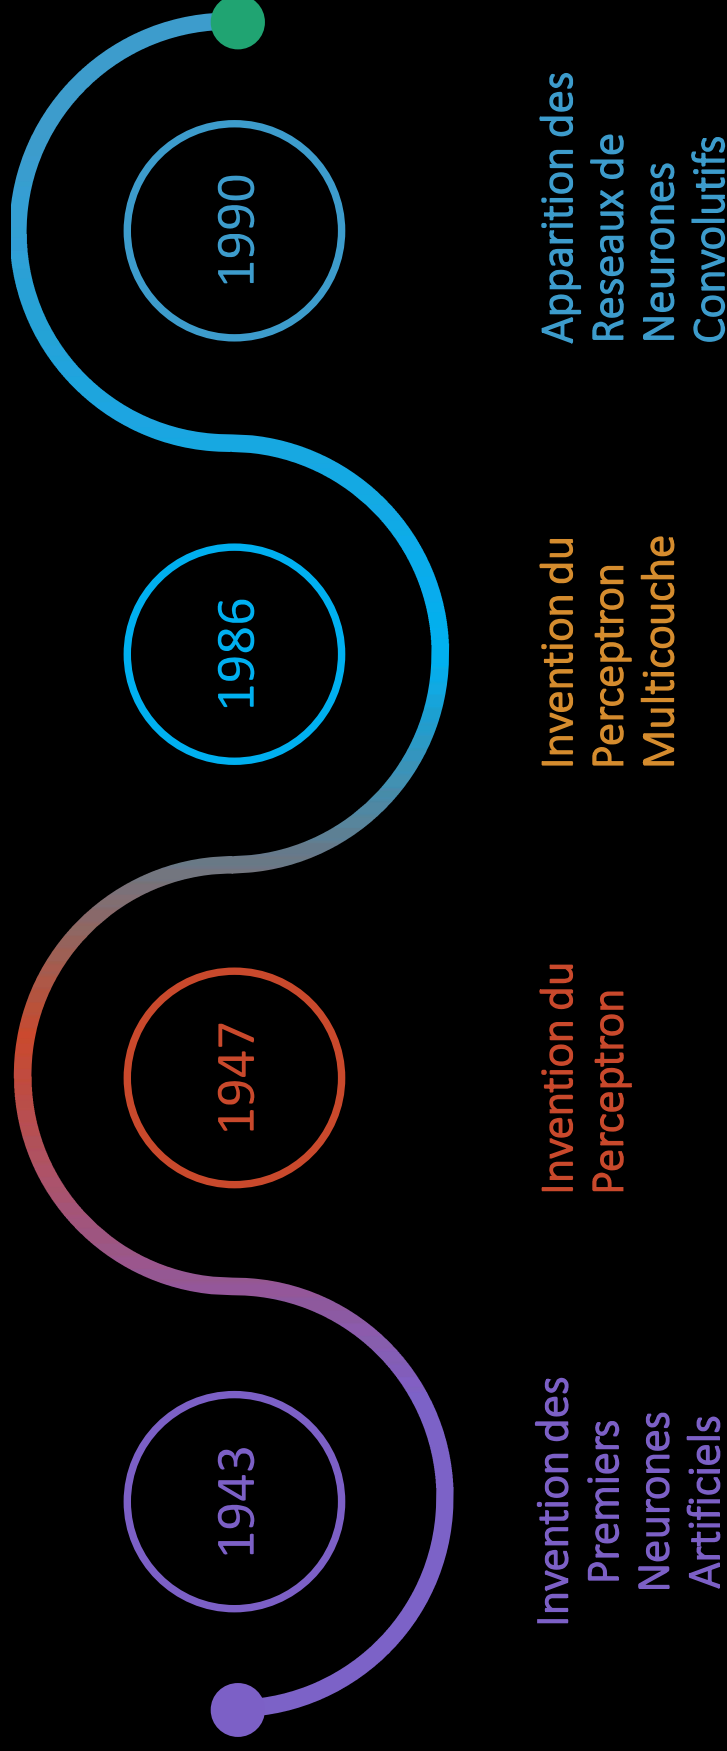 1943
Invention des
Premiers
Neurones
Artificiels
1947
Invention du
Perceptron
1986
Invention du
Perceptron
Multicouche
1990
Apparition des
Reseaux de
Neurones
Convolutifs